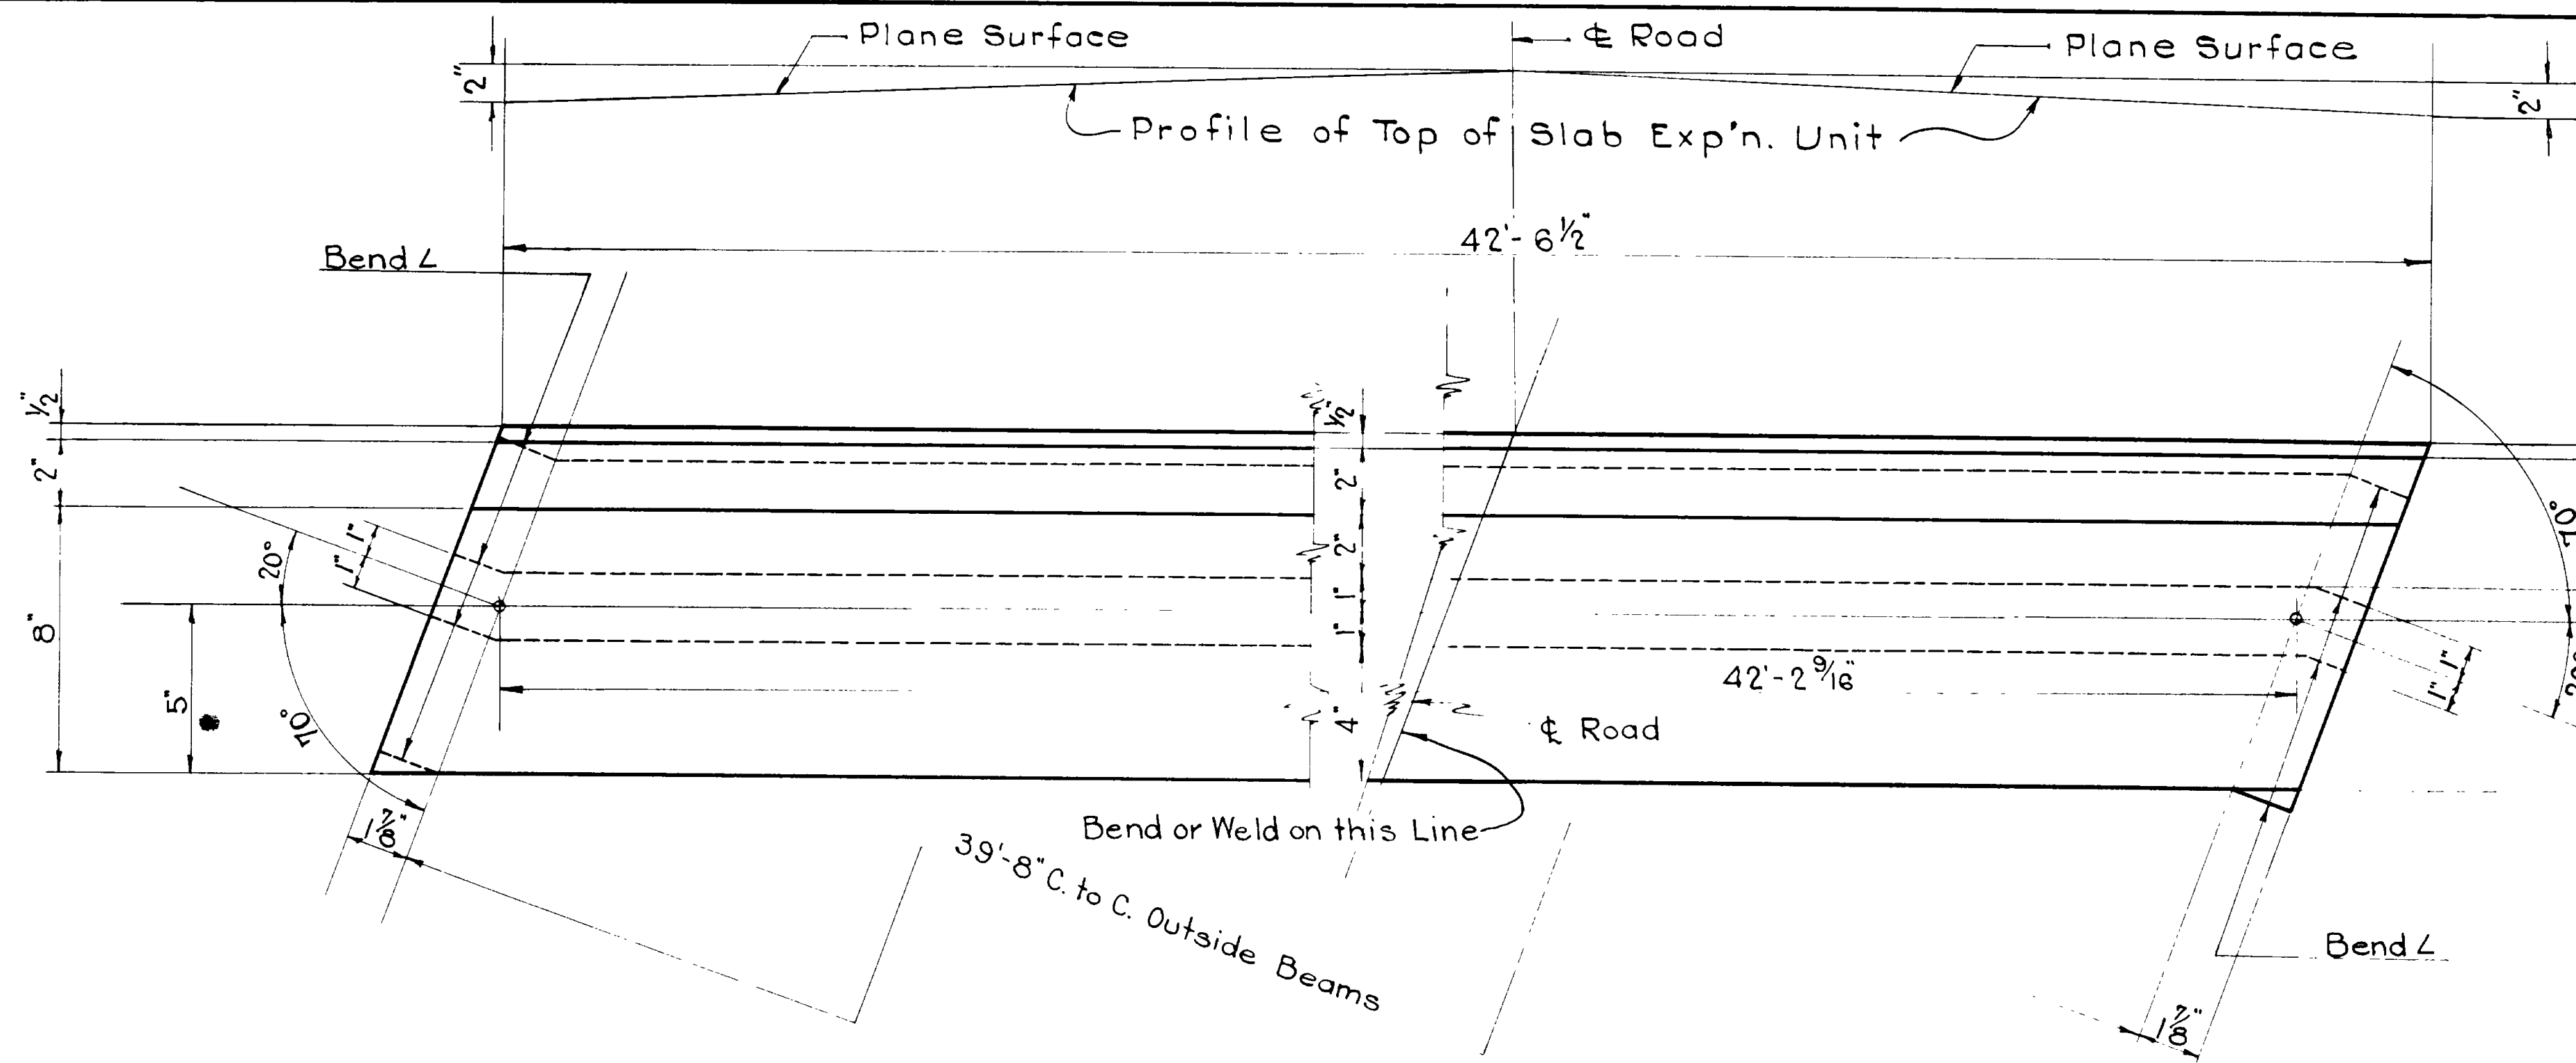 Plane Surface
℄ Road
Plane Surface
2"
2"
Profile of Top of Slab Exp'n. Unit
42'-6½"
Bend ∠
½"
½"
2"
2"
70°
20°
1"
1"
2"
1"
1"
8"
5"
70°
4"
42'-2 9/16"
1"
1"
20°
℄ Road
1⅞"
Bend or Weld on this Line
39'-8" C. to C. Outside Beams
Bend ∠
1⅞"